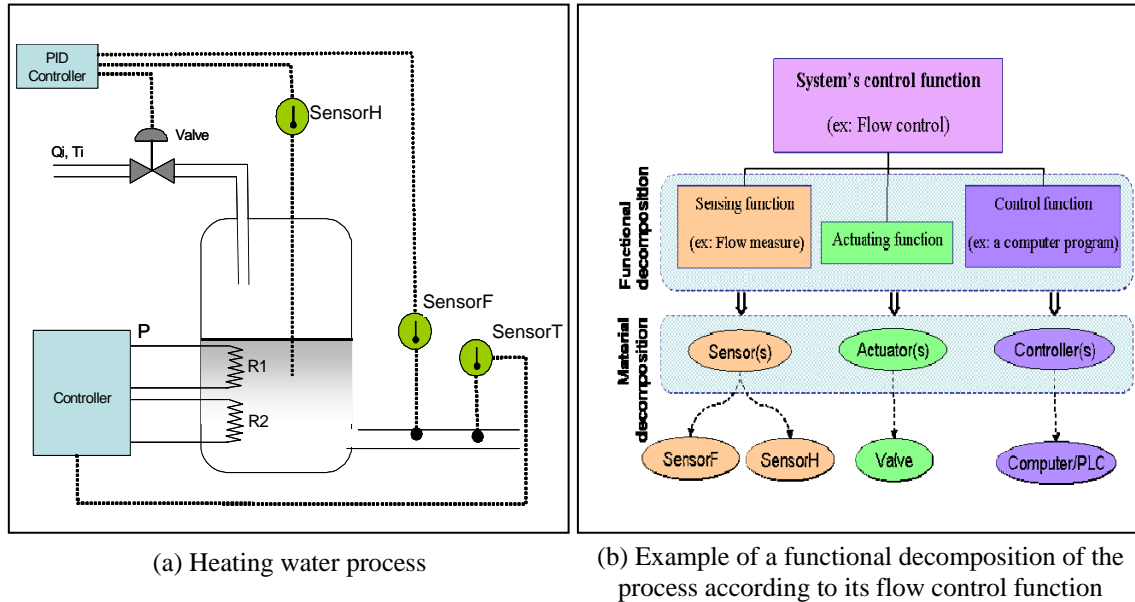 PID
Controller
SensorH
Valve
Qi, Ti
SensorF
SensorT
P
R1
Controller
R2
(a) Heating water process
System's control function
(ex: Flow control)
Functional
decomposition
Sensing function
(ex: Flow measure)
Actuating function
Control function
(ex: a computer program)
Material
decomposition
Sensor(s)
Actuator(s)
Controller(s)
SensorF
SensorH
Valve
Computer/PLC
(b) Example of a functional decomposition of the
process according to its flow control function